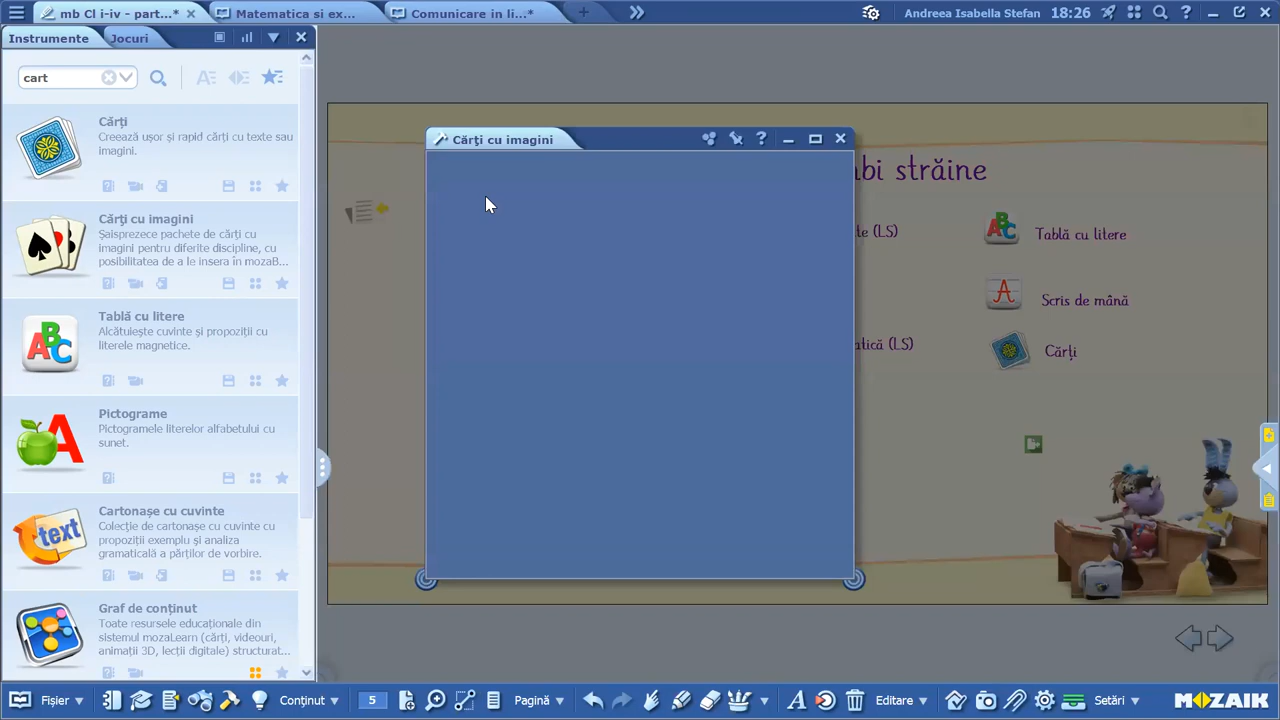 mb Cl i-iv - part...*
Matematica si ex...
Comunicare in li...*
Andreea Isabella Stefan
18:26
Instrumente
Jocuri
cart
Cărți
Creează ușor și rapid cărți cu texte sau
imagini.
Cărți cu imagini
Șaisprezece pachete de cărți cu
imagini pentru diferite discipline, cu
posibilitatea de a le insera în mozaB...
Tablă cu litere
Alcătuiește cuvinte și propoziții cu
literele magnetice.
Pictograme
Pictogramele literelor alfabetului cu
sunet.
Cartonașe cu cuvinte
Colecție de cartonașe cu cuvinte cu
propoziții exemplu și analiza
gramaticală a părților de vorbire.
Graf de conținut
Toate resursele educaționale din
sistemul mozaLearn (cărți, videouri,
animații 3D, lecții digitale) structurat...
Cărți cu imagini
bi străine
te (LS)
Tablă cu litere
Scris de mână
atică (LS)
Cărți
Fișier
Conținut
5
Pagină
Editare
Setări
MOZAIK